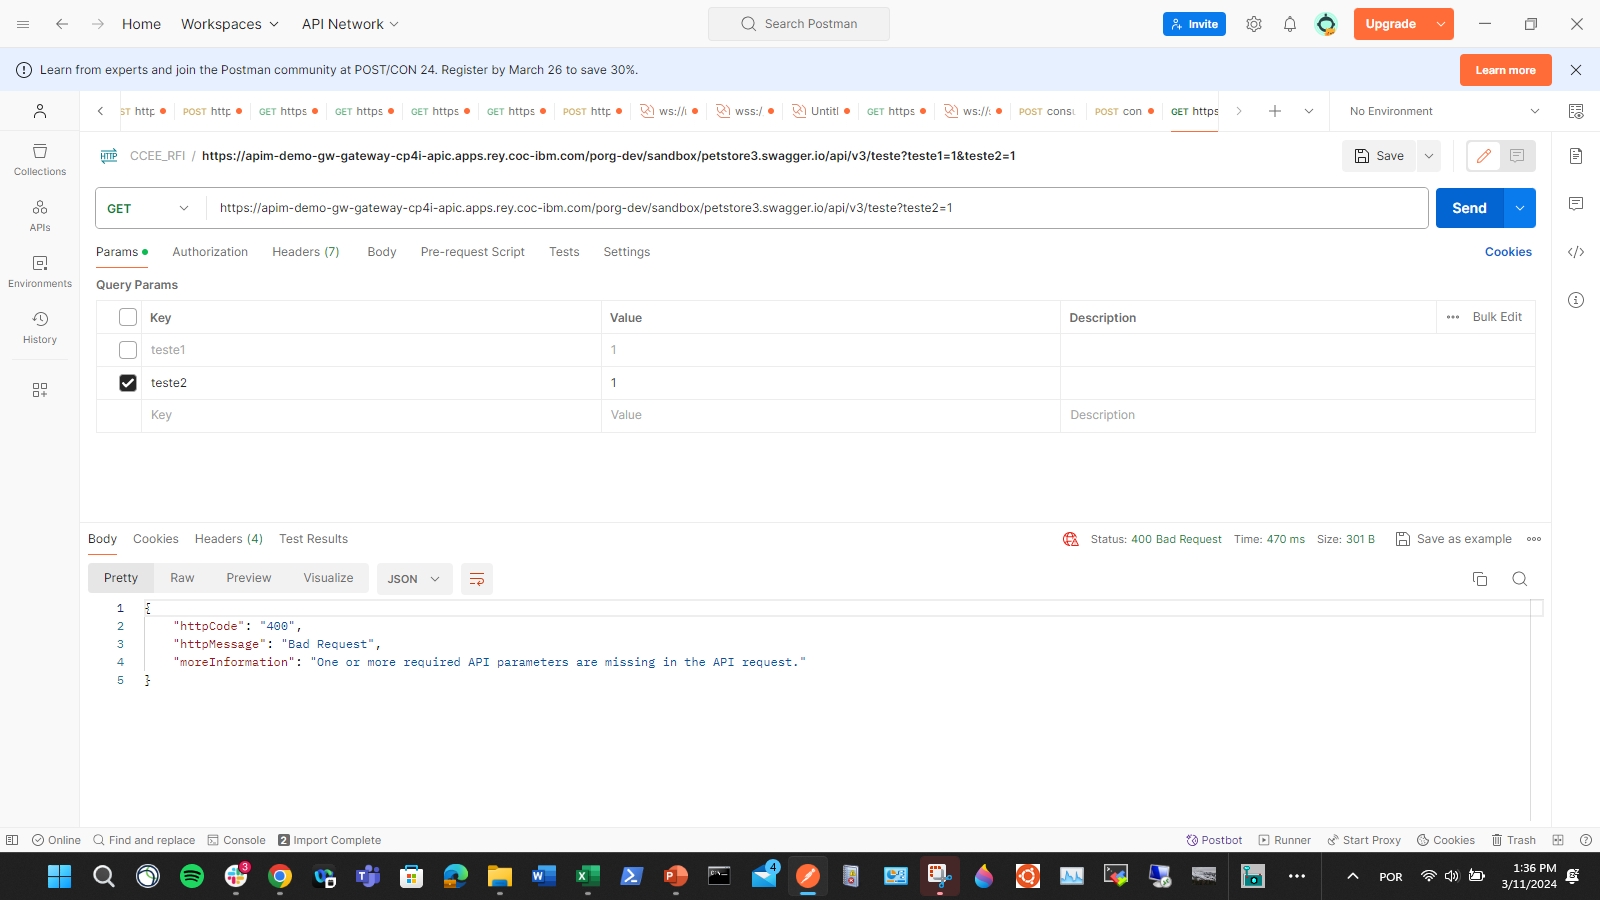 Home Workspaces API Network Search Postman Invite Upgrade
Learn from experts and join the Postman community at POST/CON 24. Register by March 26 to save 30%. Learn more
ST http POST http GET https GET https GET https GET https POST http ws:// wss:/ Untitl GET https ws:// POST cons POST con GET https No Environment
CCEE_RFI / https://apim-demo-gw-gateway-cp4i-apic.apps.rey.coc-ibm.com/porg-dev/sandbox/petstore3.swagger.io/api/v3/teste?teste1=1&teste2=1 Save
Collections
GET https://apim-demo-gw-gateway-cp4i-apic.apps.rey.coc-ibm.com/porg-dev/sandbox/petstore3.swagger.io/api/v3/teste?teste2=1 Send
APIs
Params Authorization Headers (7) Body Pre-request Script Tests Settings Cookies
Environments
Query Params
Key Value Description Bulk Edit
History
teste1 1
teste2 1
Key Value Description
Body Cookies Headers (4) Test Results Status: 400 Bad Request Time: 470 ms Size: 301 B Save as example
Pretty Raw Preview Visualize JSON
1 {
2 "httpCode": "400",
3 "httpMessage": "Bad Request",
4 "moreInformation": "One or more required API parameters are missing in the API request."
5 }
Online Find and replace Console 2 Import Complete Postbot Runner Start Proxy Cookies Trash
3 4 POR 1:36 PM
3/11/2024